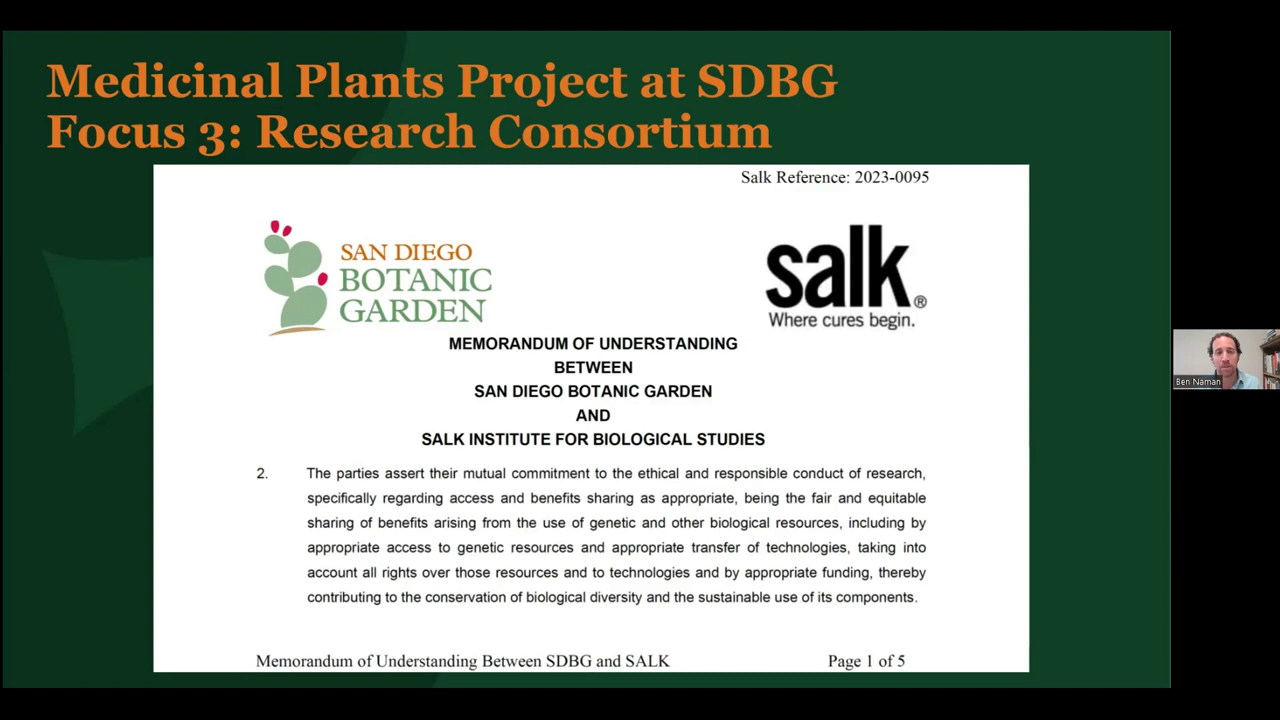 Medicinal Plants Project at SDBG
Focus 3: Research Consortium
Salk Reference: 2023-0095
SAN DIEGO
BOTANIC
GARDEN
salk®
Where cures begin.
MEMORANDUM OF UNDERSTANDING
BETWEEN
SAN DIEGO BOTANIC GARDEN
AND
SALK INSTITUTE FOR BIOLOGICAL STUDIES
2. The parties assert their mutual commitment to the ethical and responsible conduct of research,
specifically regarding access and benefits sharing as appropriate, being the fair and equitable
sharing of benefits arising from the use of genetic and other biological resources, including by
appropriate access to genetic resources and appropriate transfer of technologies, taking into
account all rights over those resources and to technologies and by appropriate funding, thereby
contributing to the conservation of biological diversity and the sustainable use of its components.
Memorandum of Understanding Between SDBG and SALK Page 1 of 5
Ben Naman